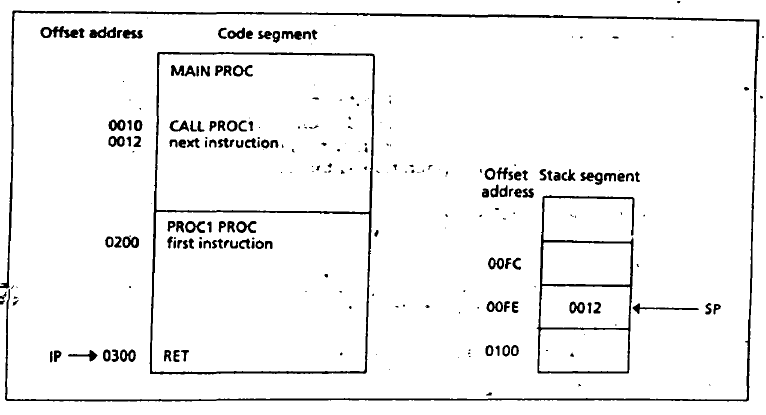 Offset address Code segment
MAIN PROC
0010 CALL PROC1
0012 next instruction
PROC1 PROC
0200 first instruction
IP 0300 RET
Offset address Stack segment
00FC
00FE 0012 SP
0100